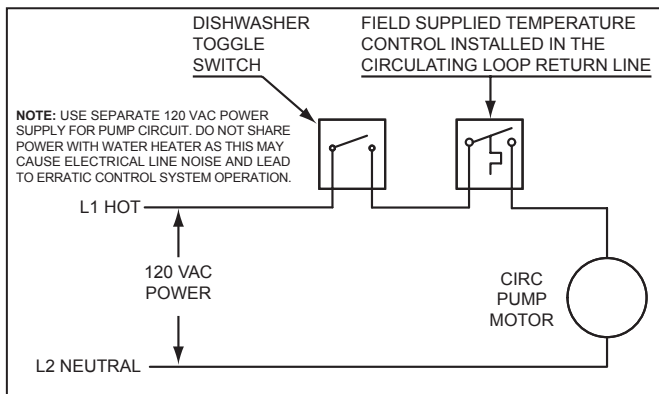 DISHWASHER
TOGGLE
SWITCH
FIELD SUPPLIED TEMPERATURE
CONTROL INSTALLED IN THE
CIRCULATING LOOP RETURN LINE
NOTE: USE SEPARATE 120 VAC POWER
SUPPLY FOR PUMP CIRCUIT. DO NOT SHARE
POWER WITH WATER HEATER AS THIS MAY
CAUSE ELECTRICAL LINE NOISE AND LEAD
TO ERRATIC CONTROL SYSTEM OPERATION.
L1 HOT
120 VAC
POWER
CIRC
PUMP
MOTOR
L2 NEUTRAL